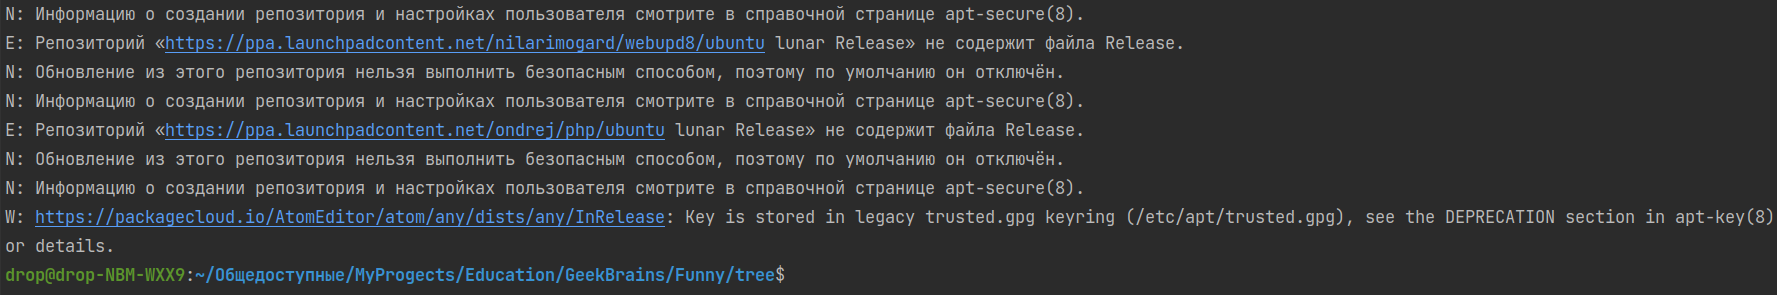 N: Информацию о создании репозитория и настройках пользователя смотрите в справочной странице apt-secure(8).
E: Репозиторий «https://ppa.launchpadcontent.net/nilarimogard/webupd8/ubuntu lunar Release» не содержит файла Release.
N: Обновление из этого репозитория нельзя выполнить безопасным способом, поэтому по умолчанию он отключён.
N: Информацию о создании репозитория и настройках пользователя смотрите в справочной странице apt-secure(8).
E: Репозиторий «https://ppa.launchpadcontent.net/ondrej/php/ubuntu lunar Release» не содержит файла Release.
N: Обновление из этого репозитория нельзя выполнить безопасным способом, поэтому по умолчанию он отключён.
N: Информацию о создании репозитория и настройках пользователя смотрите в справочной странице apt-secure(8).
W: https://packagecloud.io/AtomEditor/atom/any/dists/any/InRelease: Key is stored in legacy trusted.gpg keyring (/etc/apt/trusted.gpg), see the DEPRECATION section in apt-key(8)
or details.
drop@drop-NBM-WXX9:~/Общедоступные/MyProgects/Education/GeekBrains/Funny/tree$